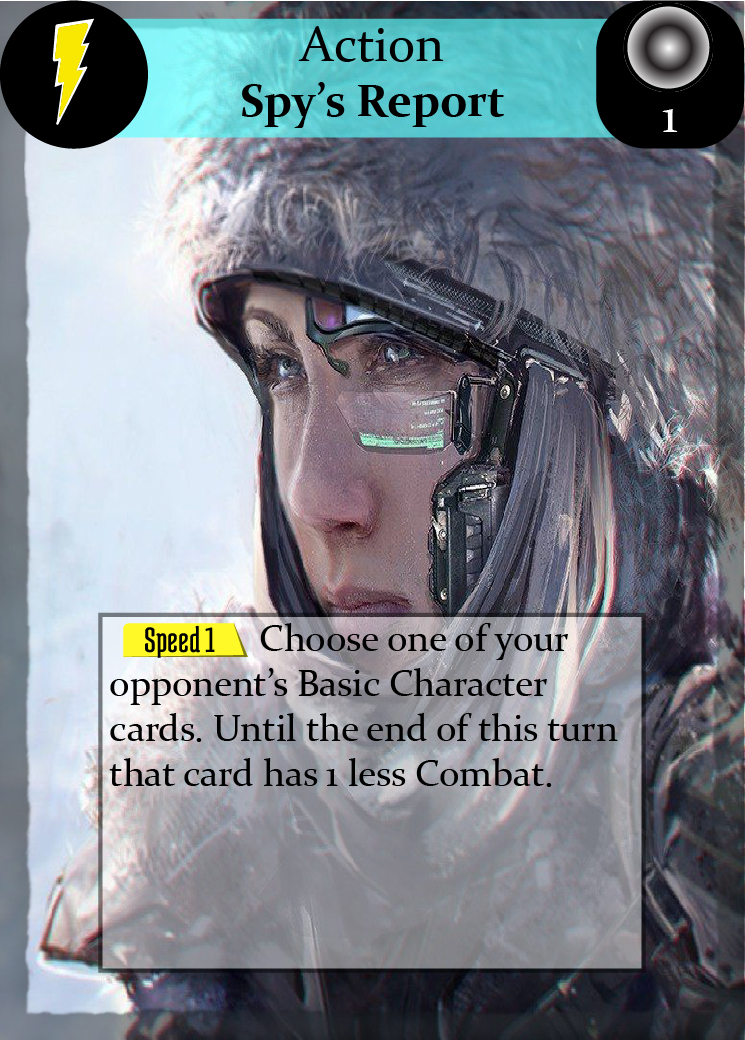 Action
Spy’s Report
1
Speed 1 Choose one of your
opponent’s Basic Character
cards. Until the end of this turn
that card has 1 less Combat.